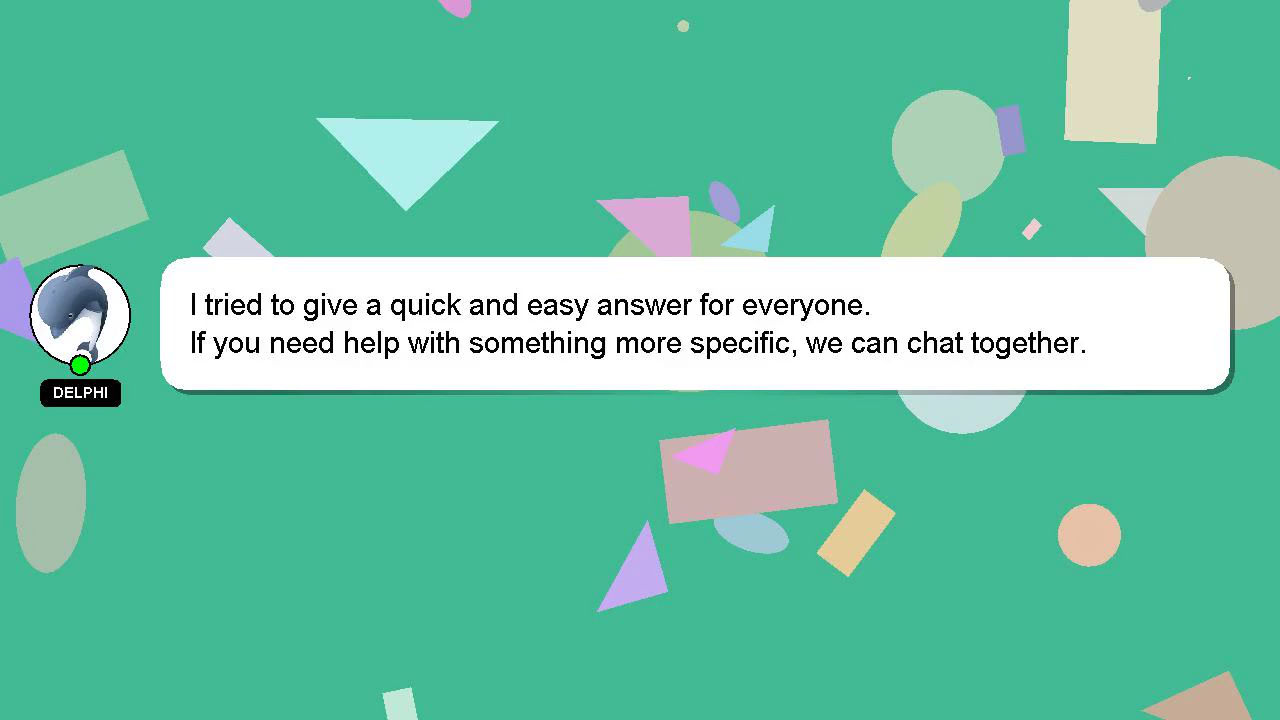 I tried to give a quick and easy answer for everyone.
If you need help with something more specific, we can chat together.
DELPHI